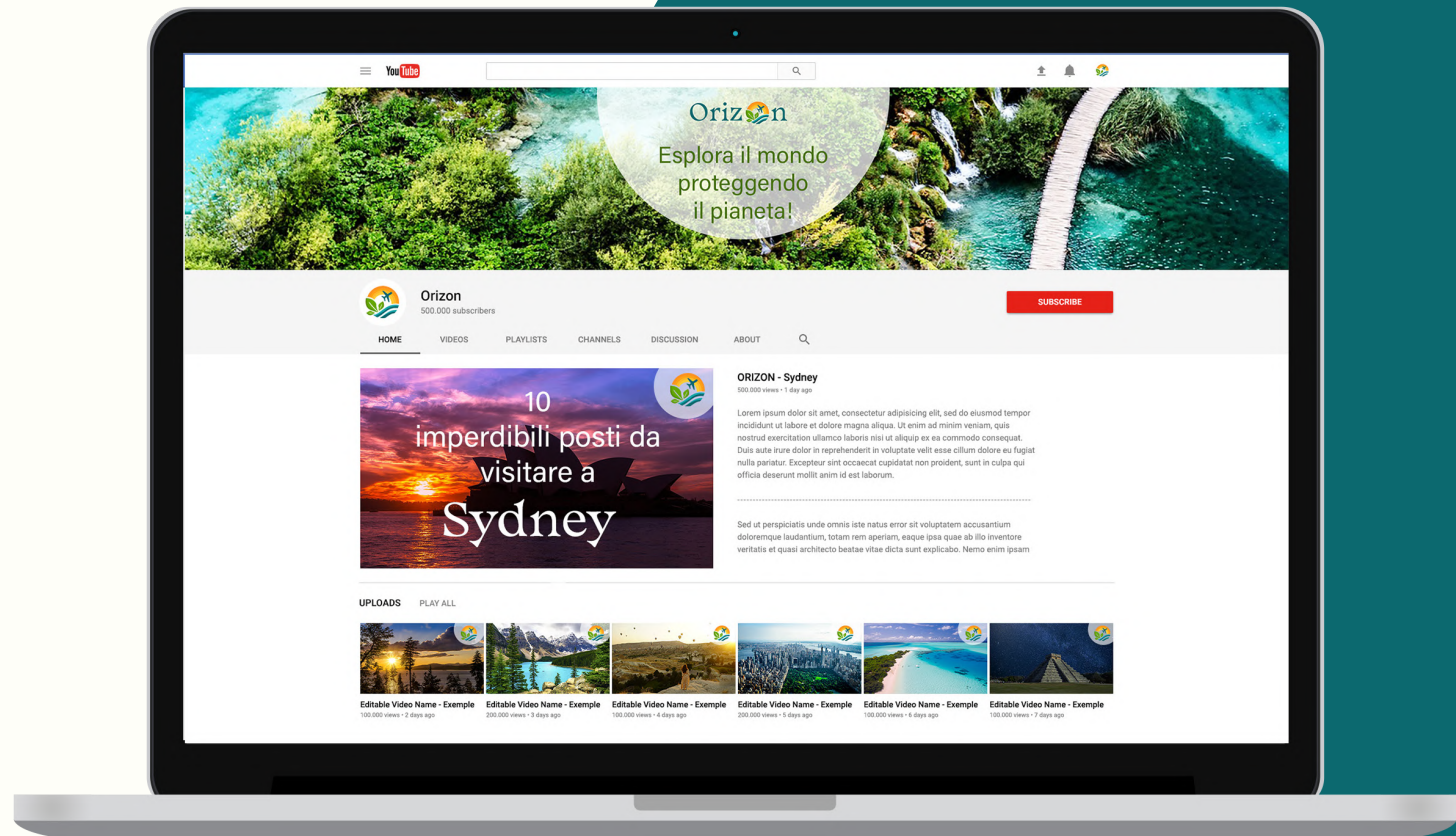 YouTube
Orizon
Esplora il mondo
proteggendo
il pianeta!
Orizon
500.000 subscribers
SUBSCRIBE
HOME VIDEOS PLAYLISTS CHANNELS DISCUSSION ABOUT
10
imperdibili posti da
visitare a
Sydney
ORIZON - Sydney
500.000 views • 1 day ago
Lorem ipsum dolor sit amet, consectetur adipisicing elit, sed do eiusmod tempor
incididunt ut labore et dolore magna aliqua. Ut enim ad minim veniam, quis
nostrud exercitation ullamco laboris nisi ut aliquip ex ea commodo consequat.
Duis aute irure dolor in reprehenderit in voluptate velit esse cillum dolore eu fugiat
nulla pariatur. Excepteur sint occaecat cupidatat non proident, sunt in culpa qui
officia deserunt mollit anim id est laborum.
Sed ut perspiciatis unde omnis iste natus error sit voluptatem accusantium
doloremque laudantium, totam rem aperiam, eaque ipsa quae ab illo inventore
veritatis et quasi architecto beatae vitae dicta sunt explicabo. Nemo enim ipsam
UPLOADS PLAY ALL
Editable Video Name - Exemple
100.000 views • 2 days ago
Editable Video Name - Exemple
200.000 views • 3 days ago
Editable Video Name - Exemple
100.000 views • 4 days ago
Editable Video Name - Exemple
200.000 views • 5 days ago
Editable Video Name - Exemple
100.000 views • 6 days ago
Editable Video Name - Exemple
100.000 views • 7 days ago